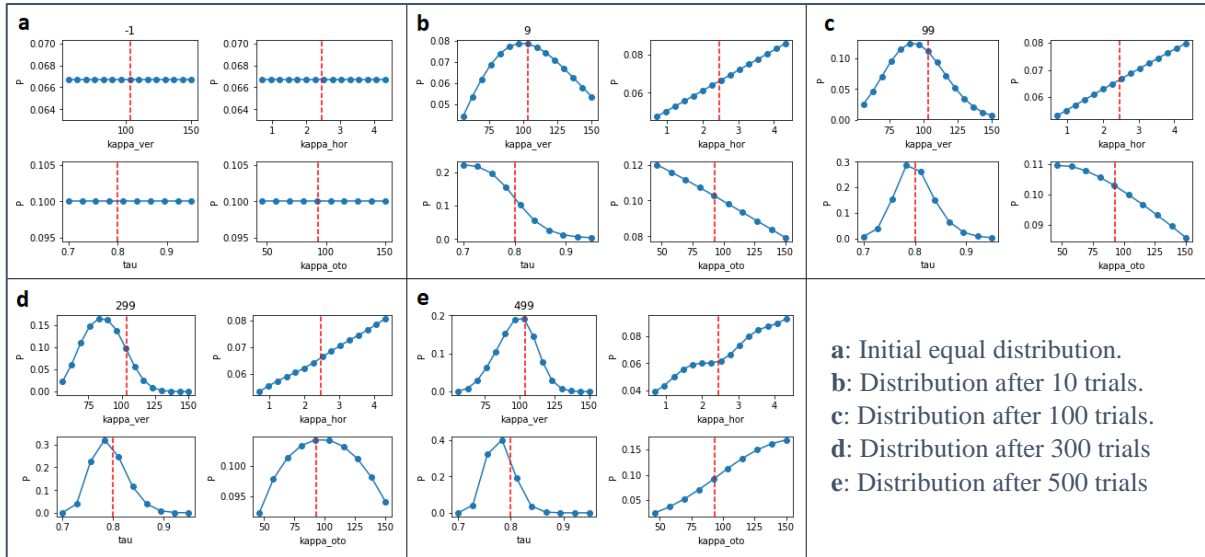 a
-1
0.070
0.068
0.066
0.064
P
100
150
kappa_ver
0.070
0.068
0.066
0.064
P
1
2
3
4
kappa_hor
0.105
0.100
0.095
P
0.7
0.8
0.9
tau
0.105
0.100
0.095
P
50
100
150
kappa_oto
b
9
0.08
0.07
0.06
0.05
P
75
100
125
150
kappa_ver
0.08
0.06
P
1
2
3
4
kappa_hor
0.2
0.1
0.0
P
0.7
0.8
0.9
tau
0.12
0.10
0.08
P
50
75
100
125
150
kappa_oto
c
99
0.10
0.05
0.00
P
75
100
125
150
kappa_ver
0.08
0.06
P
1
2
3
4
kappa_hor
0.3
0.2
0.1
0.0
P
0.7
0.8
0.9
tau
0.11
0.10
0.09
P
50
75
100
125
150
kappa_oto
d
299
0.15
0.10
0.05
0.00
P
75
100
125
150
kappa_ver
0.08
0.06
P
1
2
3
4
kappa_hor
0.3
0.2
0.1
0.0
P
0.7
0.8
0.9
tau
0.100
0.095
P
50
75
100
125
150
kappa_oto
e
499
0.2
0.1
0.0
P
75
100
125
150
kappa_ver
0.08
0.06
0.04
P
1
2
3
4
kappa_hor
0.4
0.2
0.0
P
0.7
0.8
0.9
tau
0.15
0.10
0.05
P
50
75
100
125
150
kappa_oto
a: Initial equal distribution.
b: Distribution after 10 trials.
c: Distribution after 100 trials.
d: Distribution after 300 trials
e: Distribution after 500 trials